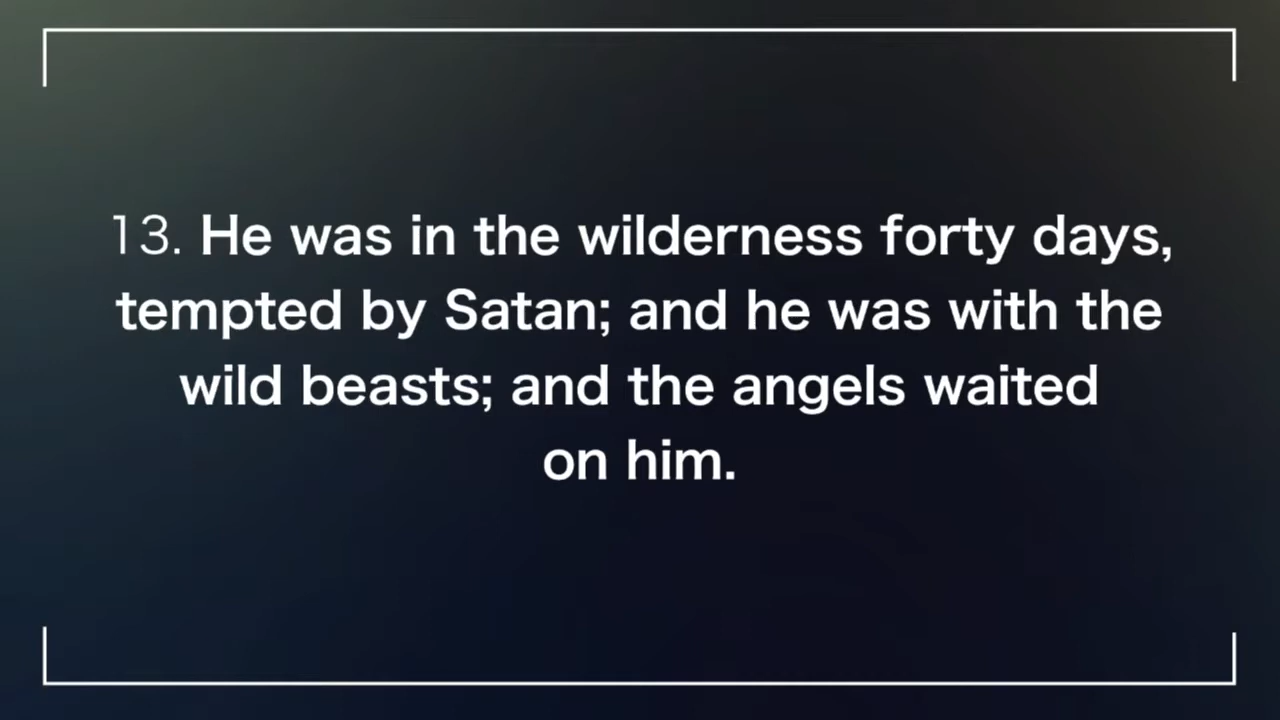 13. He was in the wilderness forty days,
tempted by Satan; and he was with the
wild beasts; and the angels waited
on him.